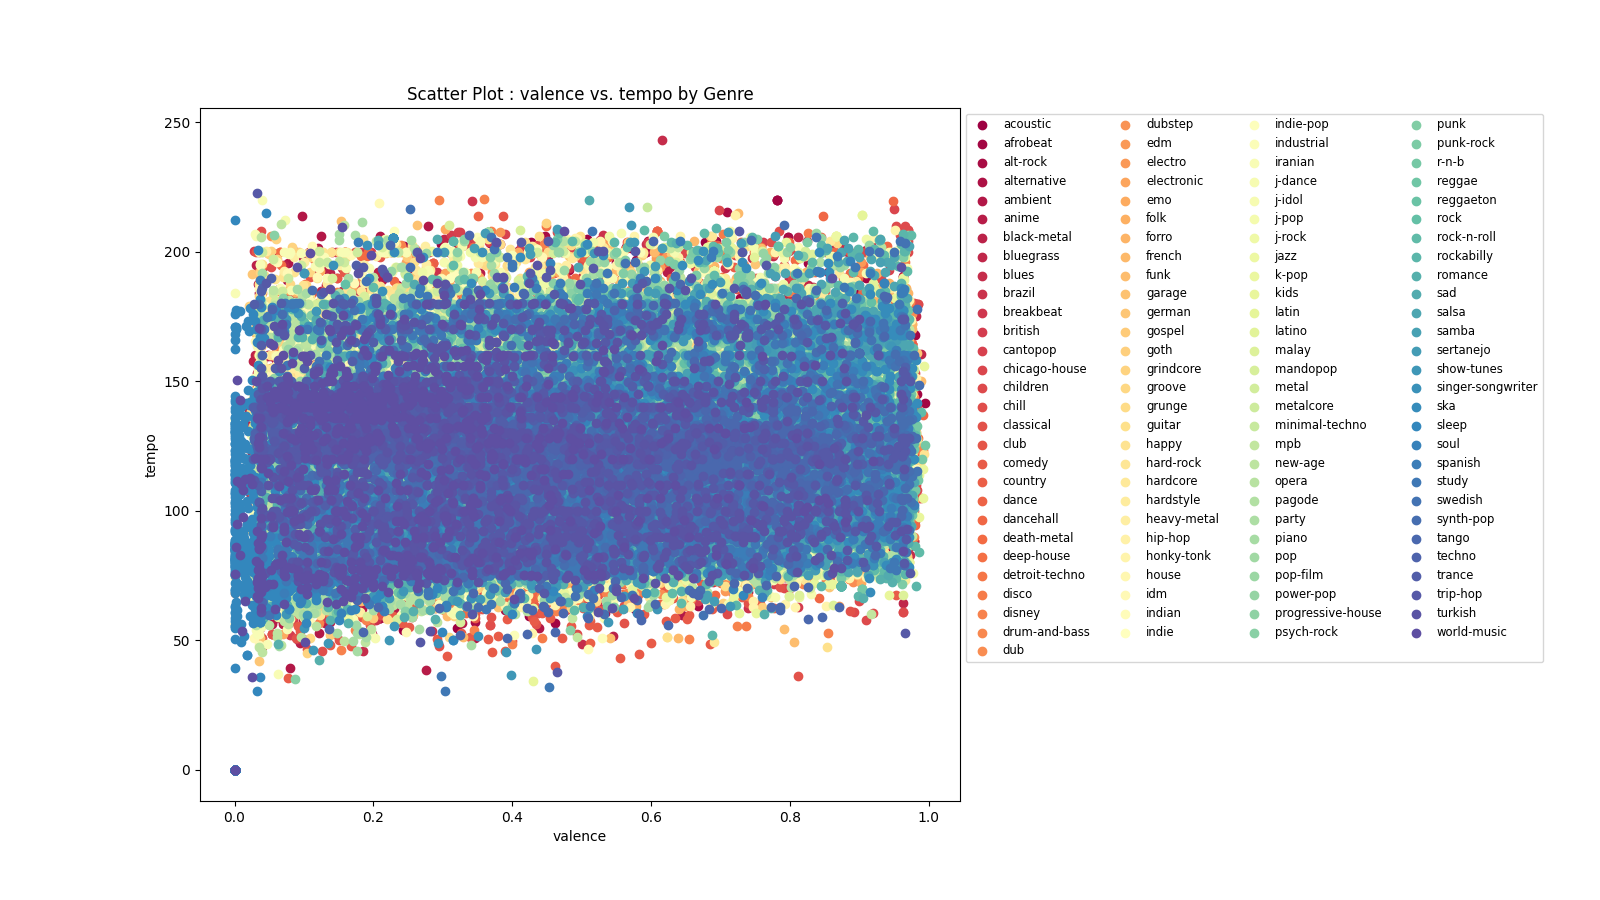 Scatter Plot : valence vs. tempo by Genre
250
200
150
100
50
0
tempo
0.0 0.2 0.4 0.6 0.8 1.0
valence
acoustic
afrobeat
alt-rock
alternative
ambient
anime
black-metal
bluegrass
blues
brazil
breakbeat
british
cantopop
chicago-house
children
chill
classical
club
comedy
country
dance
dancehall
death-metal
deep-house
detroit-techno
disco
disney
drum-and-bass
dub
dubstep
edm
electro
electronic
emo
folk
forro
french
funk
garage
german
gospel
goth
grindcore
groove
grunge
guitar
happy
hard-rock
hardcore
hardstyle
heavy-metal
hip-hop
honky-tonk
house
idm
indian
indie
indie-pop
industrial
iranian
j-dance
j-idol
j-pop
j-rock
jazz
k-pop
kids
latin
latino
malay
mandopop
metal
metalcore
minimal-techno
mpb
new-age
opera
pagode
party
piano
pop
pop-film
power-pop
progressive-house
psych-rock
punk
punk-rock
r-n-b
reggae
reggaeton
rock
rock-n-roll
rockabilly
romance
sad
salsa
samba
sertanejo
show-tunes
singer-songwriter
ska
sleep
soul
spanish
study
swedish
synth-pop
tango
techno
trance
trip-hop
turkish
world-music